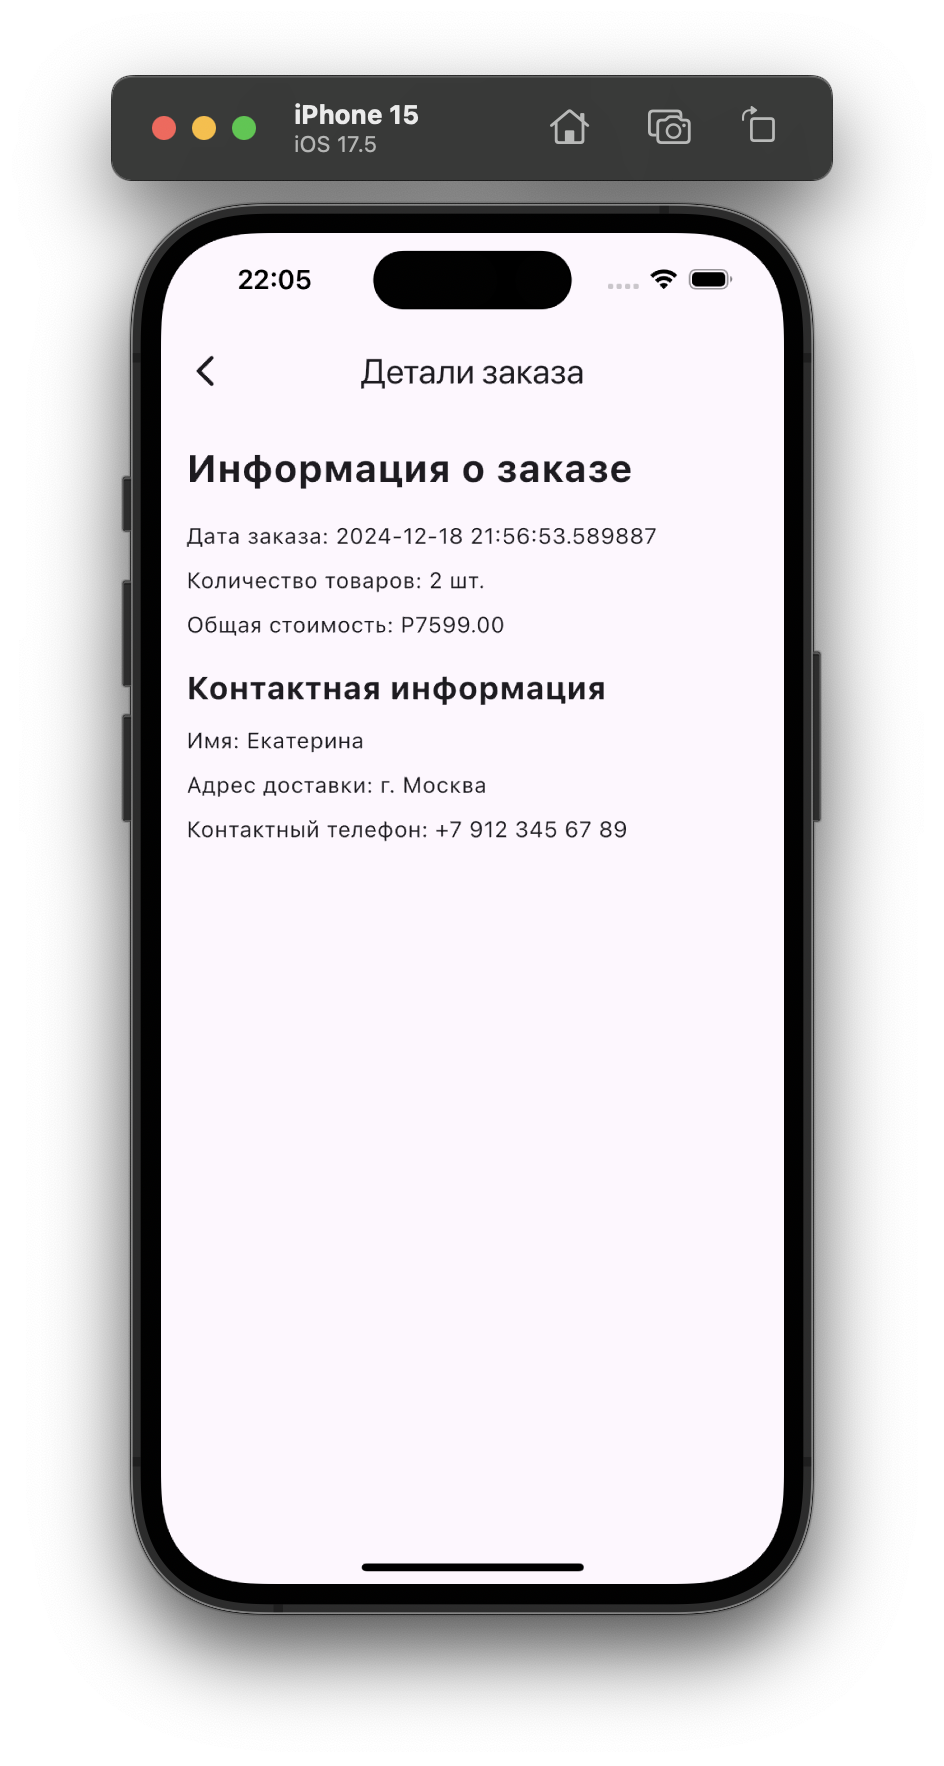 iPhone 15
iOS 17.5
22:05
Детали заказа
Информация о заказе
Дата заказа: 2024-12-18 21:56:53.589887
Количество товаров: 2 шт.
Общая стоимость: Р7599.00
Контактная информация
Имя: Екатерина
Адрес доставки: г. Москва
Контактный телефон: +7 912 345 67 89